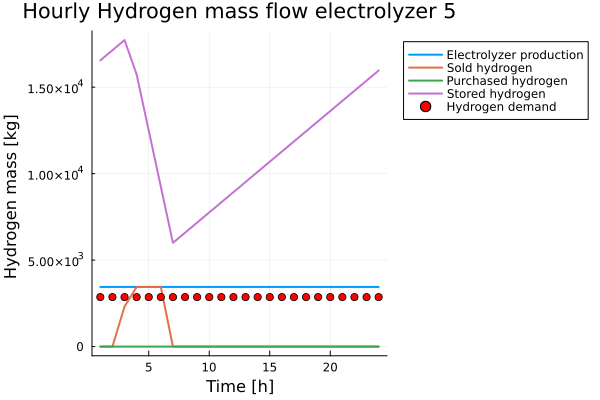 Hourly Hydrogen mass flow electrolyzer 5
Hydrogen mass [kg]
1.50×10⁴
1.00×10⁴
5.00×10³
0
5 10 15 20
Time [h]
Electrolyzer production
Sold hydrogen
Purchased hydrogen
Stored hydrogen
Hydrogen demand